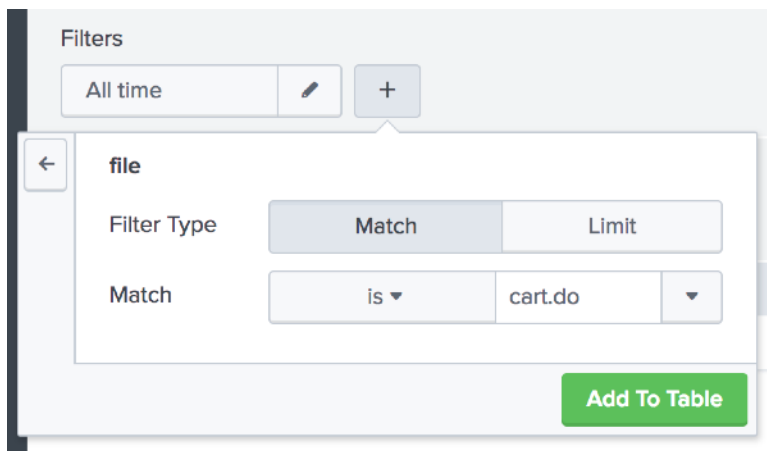 Filters
All time
+
file
Filter Type Match Limit
Match is cart.do
Add To Table